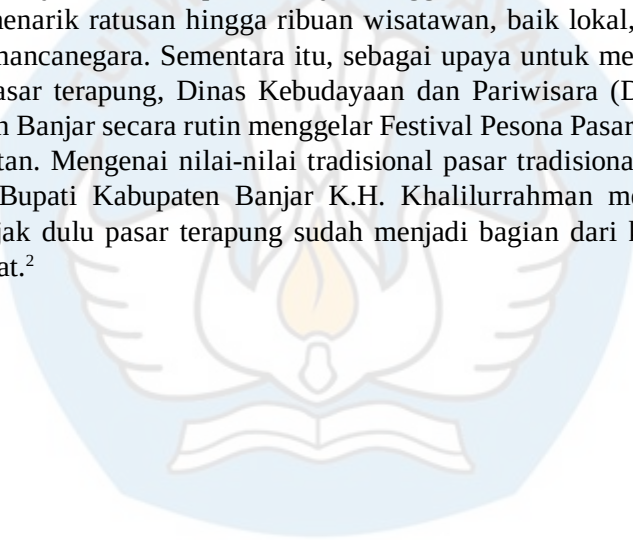 menarik ratusan hingga ribuan wisatawan, baik lokal,
mancanegara. Sementara itu, sebagai upaya untuk me
asar terapung, Dinas Kebudayaan dan Pariwisara (D
n Banjar secara rutin menggelar Festival Pesona Pasar
tan. Mengenai nilai-nilai tradisional pasar tradisiona
Bupati Kabupaten Banjar K.H. Khalilurrahman me
jak dulu pasar terapung sudah menjadi bagian dari
at.²